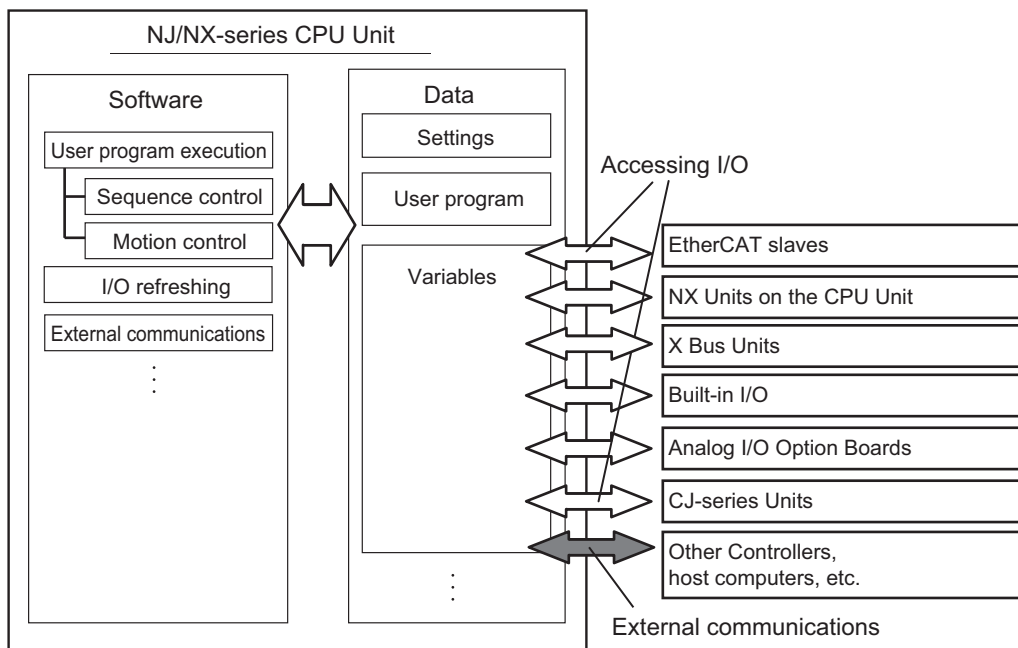 NJ/NX-series CPU Unit
Software
User program execution
Sequence control
Motion control
I/O refreshing
External communications
Data
Settings
User program
Variables
Accessing I/O
EtherCAT slaves
NX Units on the CPU Unit
X Bus Units
Built-in I/O
Analog I/O Option Boards
CJ-series Units
Other Controllers,
host computers, etc.
External communications